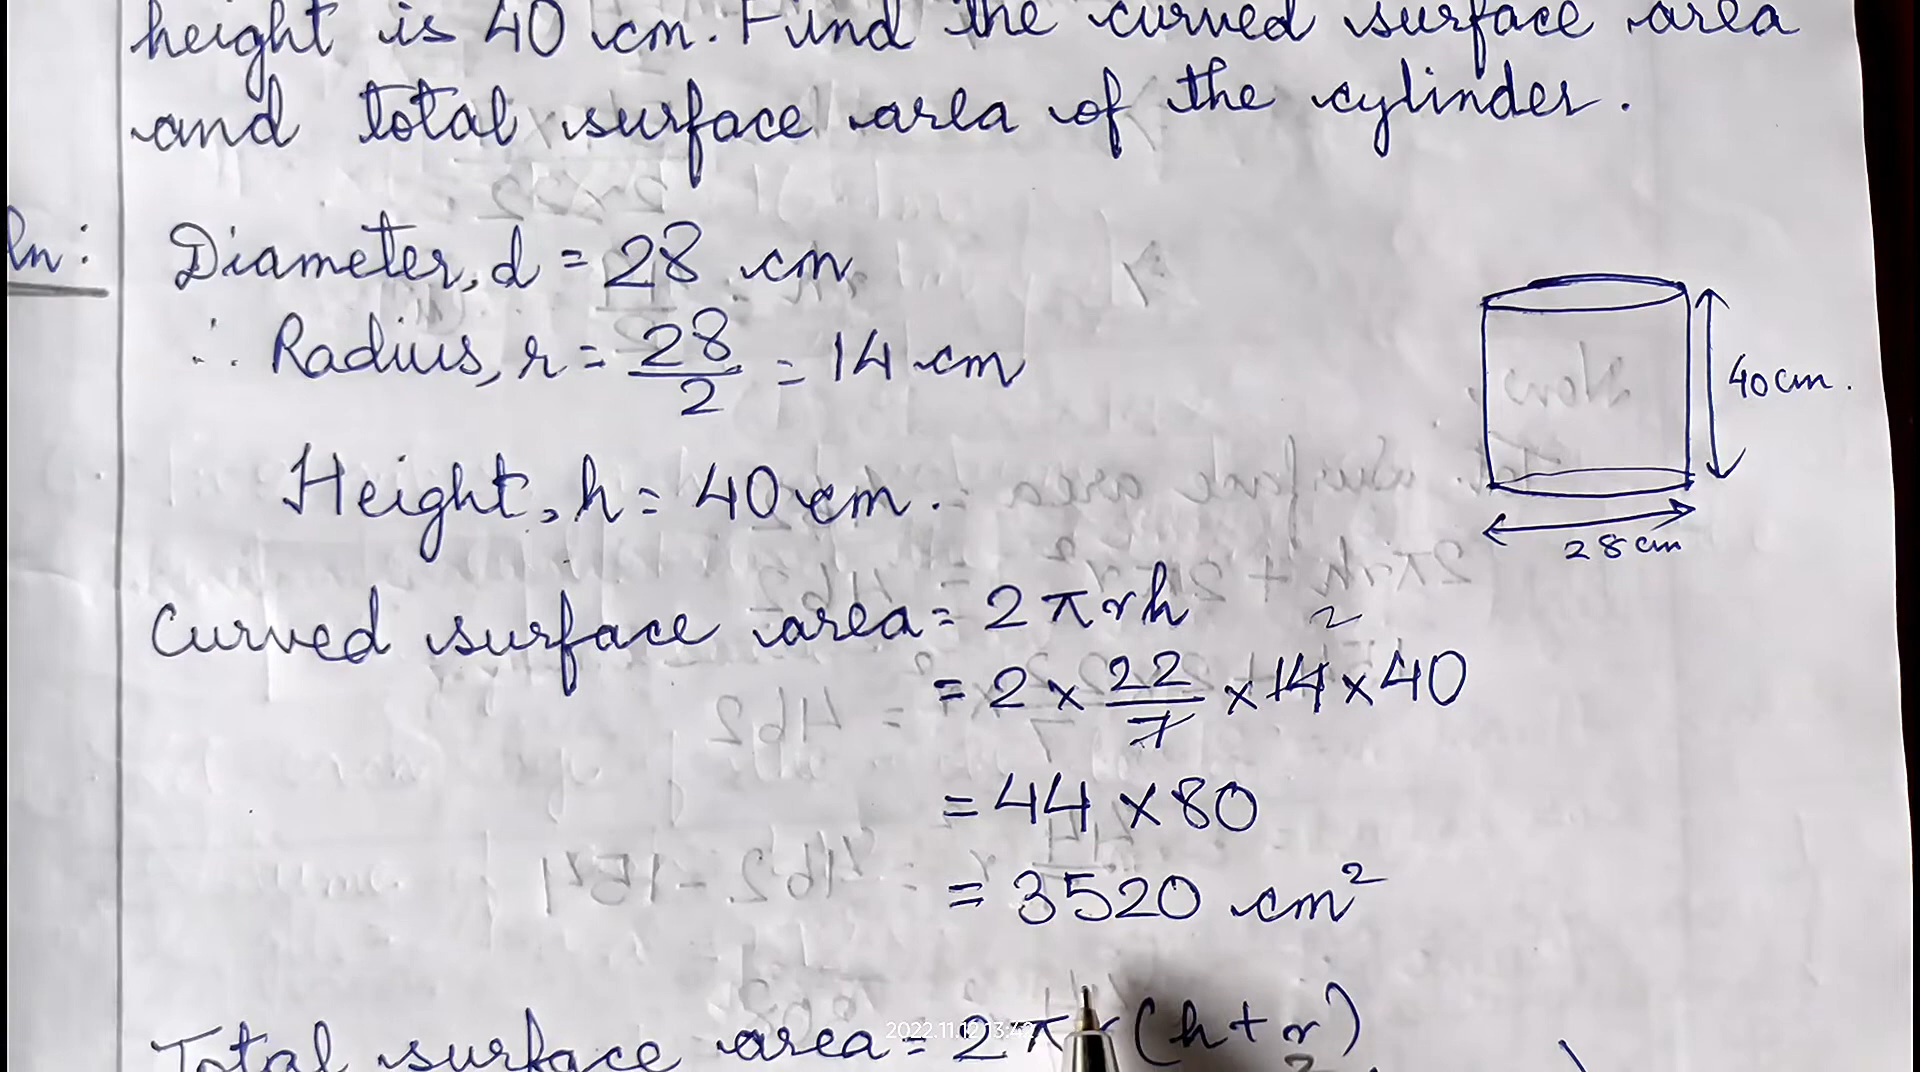 height is 40 cm. Find the curved surface area
and total surface area of the cylinder.
ln:
Diameter, d = 28 cm
∴ Radius, r = 28/2 = 14 cm
Height, h = 40 cm.
40 cm.
28 cm
Curved surface area = 2πrh
= 2 × 22/7 × 14 × 40
2
= 44 × 80
= 3520 cm²
Total surface area = 2π (h + r)